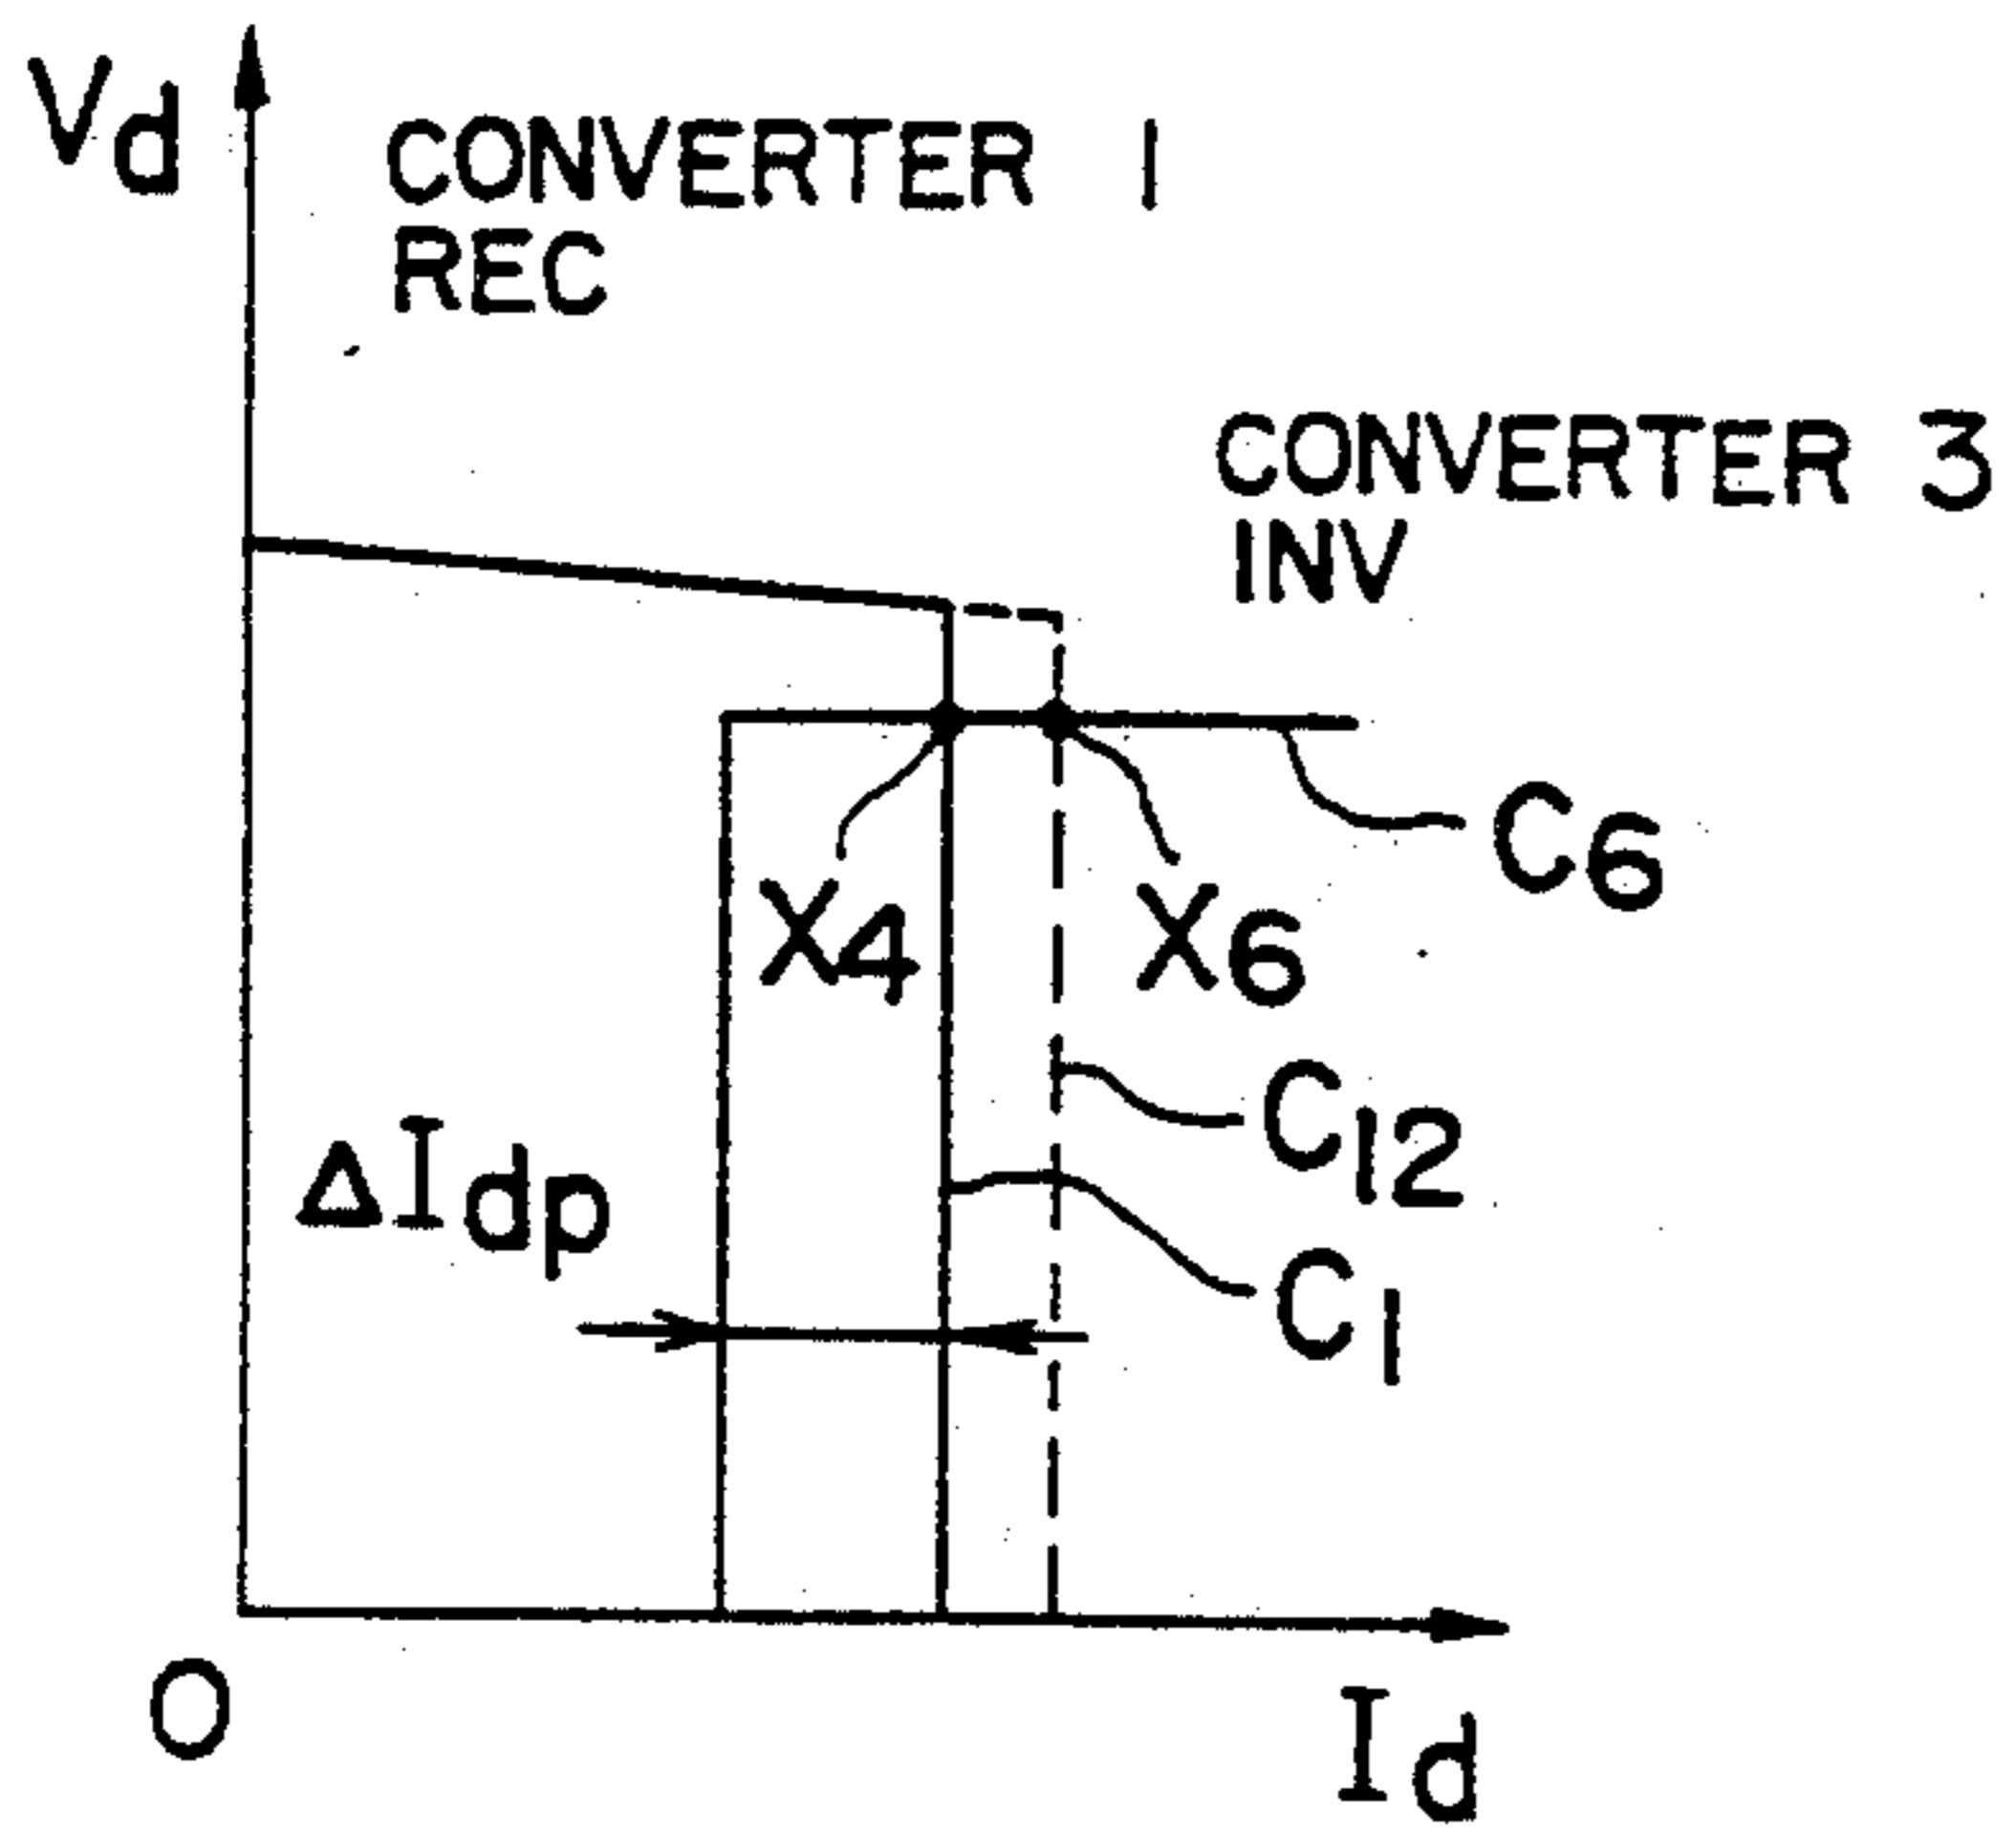 Vd
CONVERTER 1
REC
CONVERTER 3
INV
C6
X4
X6
C12
ΔIdp
C1
O
Id